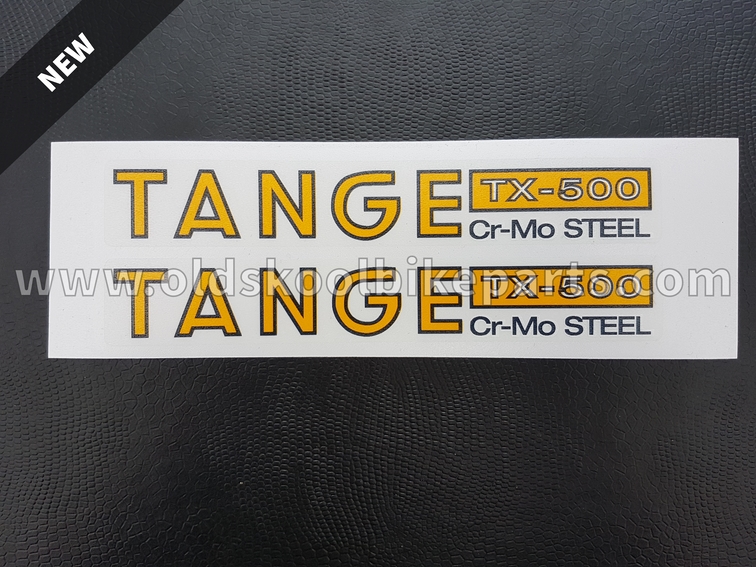 NEW
TANGE TX-500
Cr-Mo STEEL
www.oldskoolbikeparts.com
TANGE TX-500
Cr-Mo STEEL